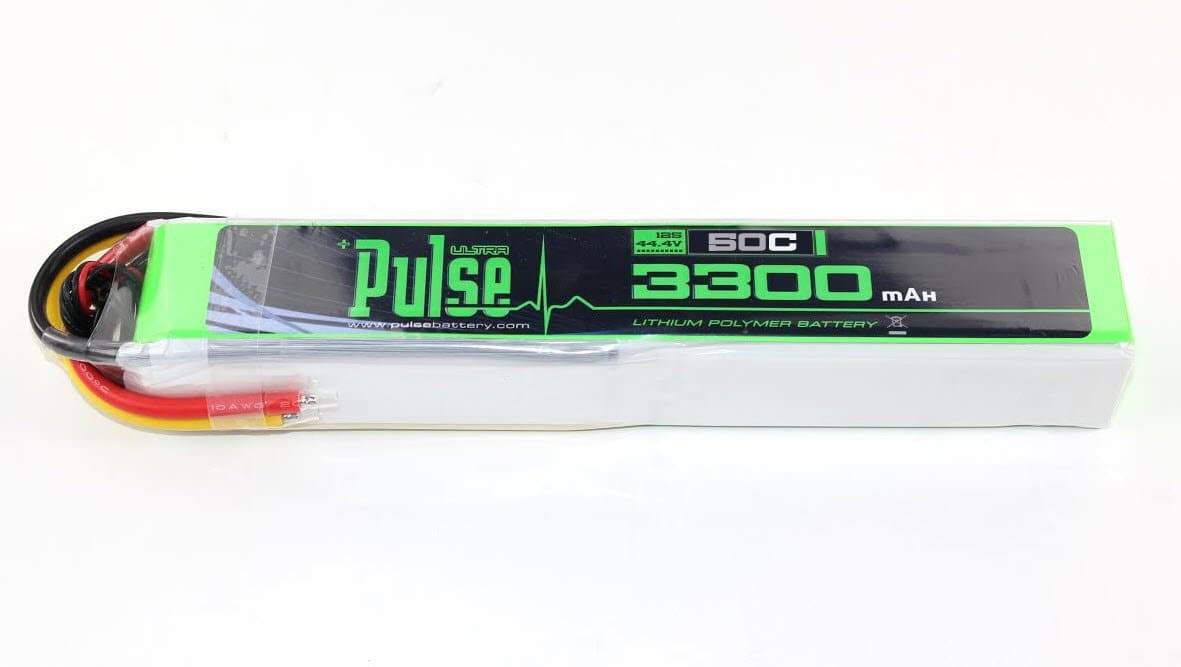 Pulse ULTRA
www.pulsebattery.com
12S
44.4V
50C
3300 mAH
LITHIUM POLYMER BATTERY
10AWG